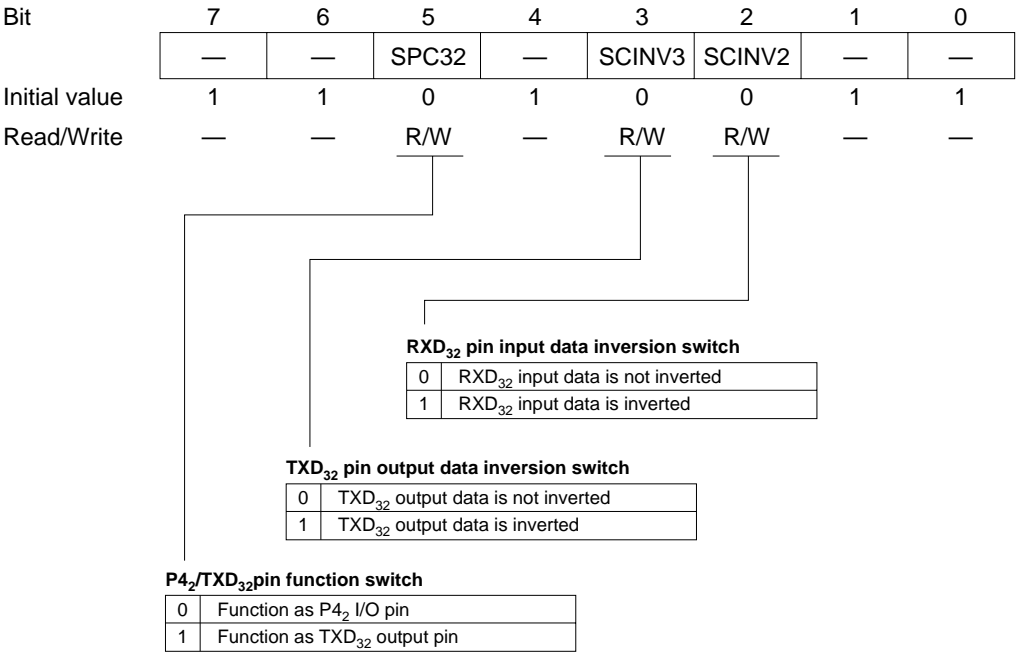 Bit 7 6 5 4 3 2 1 0
— — SPC32 — SCINV3 SCINV2 — —
Initial value 1 1 0 1 0 0 1 1
Read/Write — — R/W — R/W R/W — —
RXD32 pin input data inversion switch
0 RXD32 input data is not inverted
1 RXD32 input data is inverted
TXD32 pin output data inversion switch
0 TXD32 output data is not inverted
1 TXD32 output data is inverted
P42/TXD32pin function switch
0 Function as P42 I/O pin
1 Function as TXD32 output pin